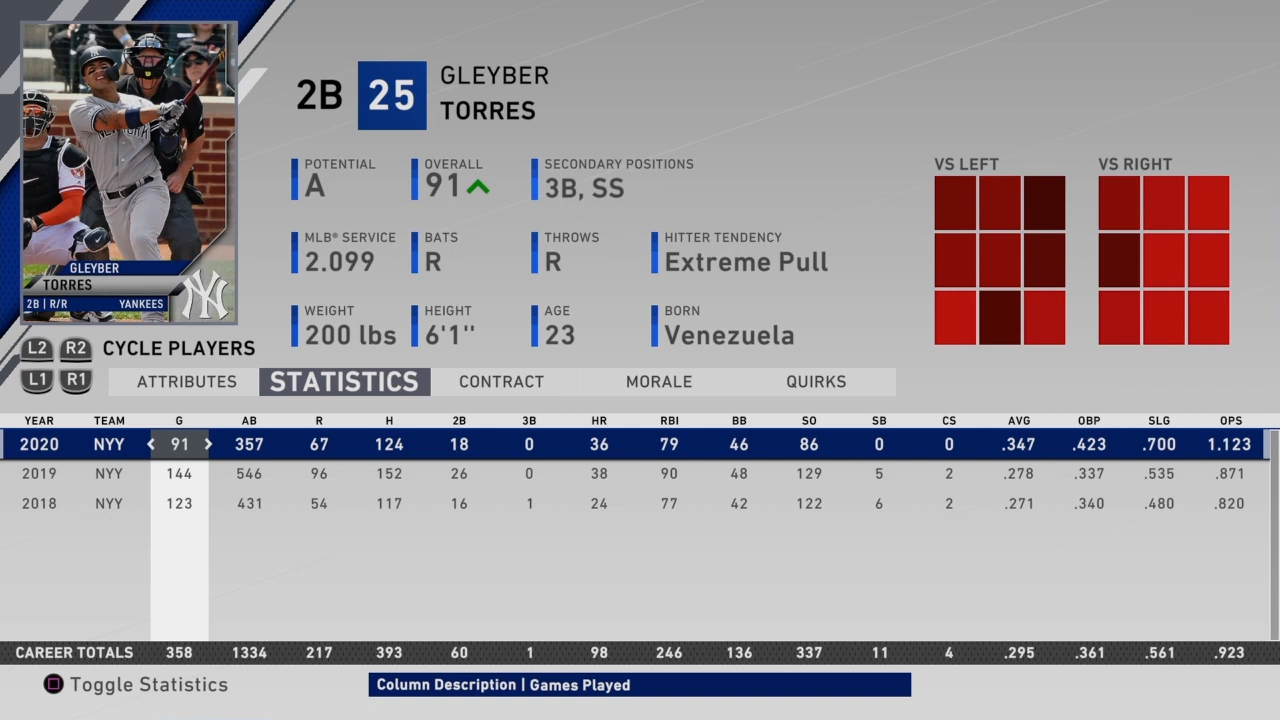 2B 25 GLEYBER
TORRES
POTENTIAL OVERALL SECONDARY POSITIONS VS LEFT VS RIGHT
A 91 3B, SS
MLB® SERVICE BATS THROWS HITTER TENDENCY
2.099 R R Extreme Pull
NEW YORK
GLEYBER
TORRES
2B | R/R YANKEES NY
WEIGHT HEIGHT AGE BORN
200 lbs 6'1'' 23 Venezuela
L2 R2 CYCLE PLAYERS
L1 R1 ATTRIBUTES STATISTICS CONTRACT MORALE QUIRKS
YEAR TEAM G AB R H 2B 3B HR RBI BB SO SB CS AVG OBP SLG OPS
2020 NYY < 91 > 357 67 124 18 0 36 79 46 86 0 0 .347 .423 .700 1.123
2019 NYY 144 546 96 152 26 0 38 90 48 129 5 2 .278 .337 .535 .871
2018 NYY 123 431 54 117 16 1 24 77 42 122 6 2 .271 .340 .480 .820
CAREER TOTALS 358 1334 217 393 60 1 98 246 136 337 11 4 .295 .361 .561 .923
Toggle Statistics Column Description | Games Played